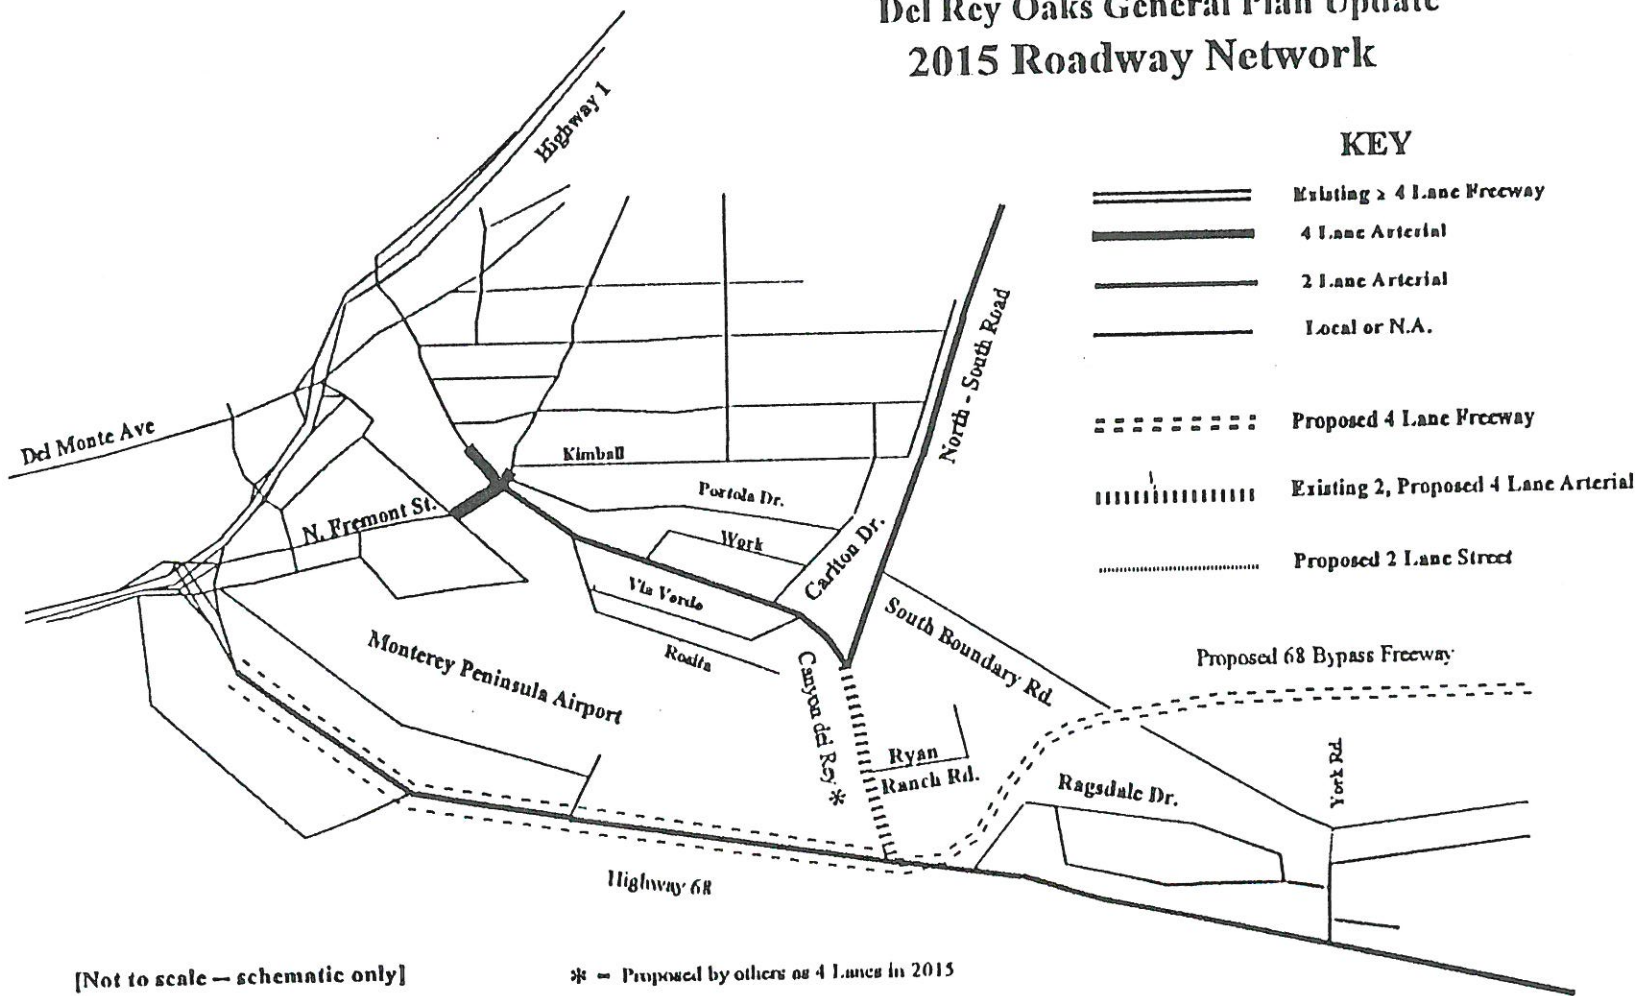 Del Rey Oaks General Plan Update
2015 Roadway Network
KEY
Existing ≥ 4 Lane Freeway
4 Lane Arterial
2 Lane Arterial
Local or N.A.
Proposed 4 Lane Freeway
Existing 2, Proposed 4 Lane Arterial
Proposed 2 Lane Street
Highway 1
North - South Road
Del Monte Ave
Kimball
Portola Dr.
N. Fremont St.
Work
Carlton Dr.
Via Verde
South Boundary Rd.
Rosita
Monterey Peninsula Airport
Proposed 68 Bypass Freeway
Canyon del Rey *
Ryan
Ranch Rd.
York Rd.
Ragsdale Dr.
Highway 68
[Not to scale – schematic only]
* = Proposed by others as 4 Lanes in 2015